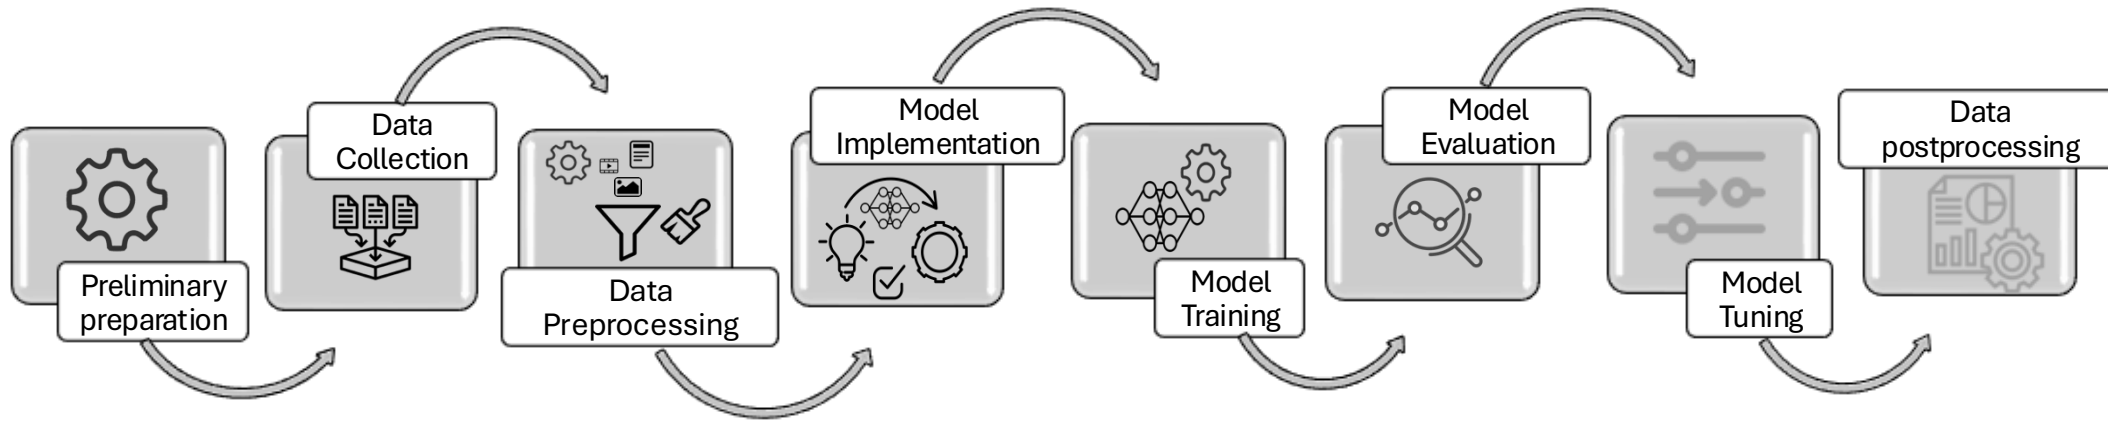 Preliminary
preparation
Data
Collection
Data
Preprocessing
Model
Implementation
Model
Training
Model
Evaluation
Model
Tuning
Data
postprocessing